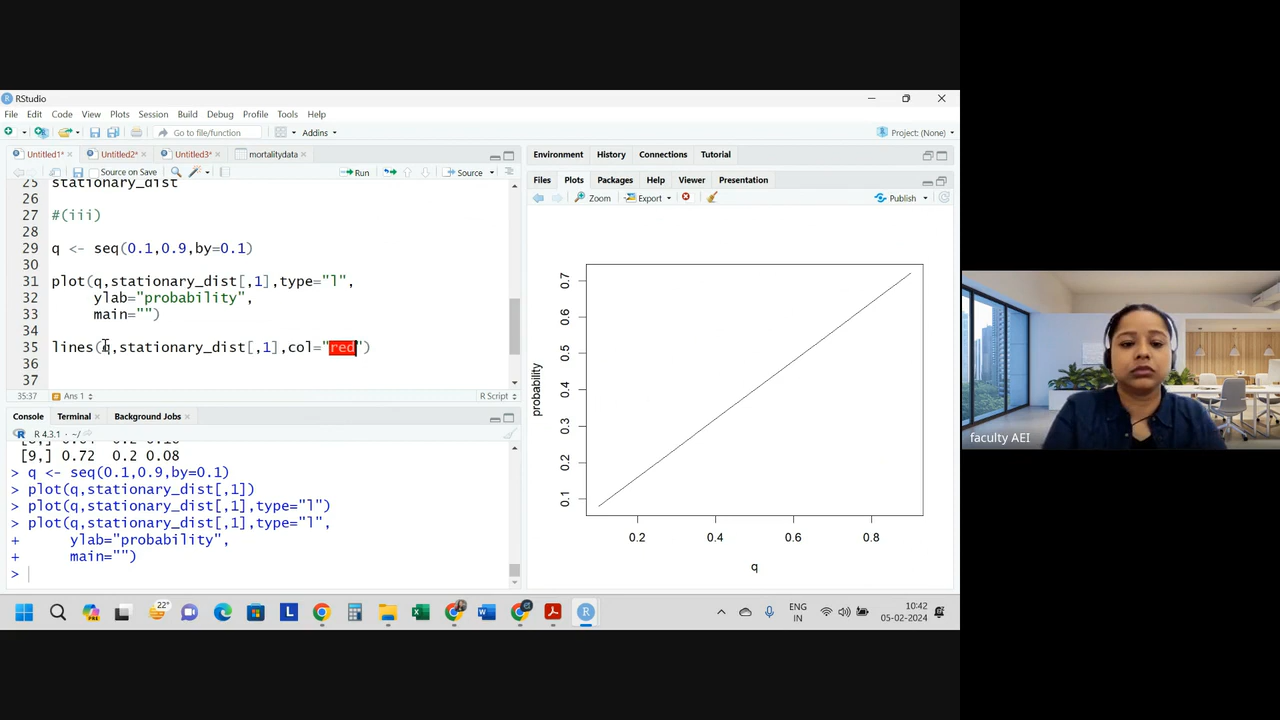 RStudio
File Edit Code View Plots Session Build Debug Profile Tools Help
Go to file/function Addins Project: (None)
Untitled1* Untitled2* Untitled3* mortalitydata
Source on Save Run Source
25 stationary_dist
26
27 #(iii)
28
29 q <- seq(0.1,0.9,by=0.1)
30
31 plot(q,stationary_dist[,1],type="l",
32 ylab="probability",
33 main="")
34
35 lines(q,stationary_dist[,1],col="red")
36
37
35:37 Ans 1 R Script
Console Terminal Background Jobs
R 4.3.1 · ~/
[9,] 0.72 0.2 0.08
> q <- seq(0.1,0.9,by=0.1)
> plot(q,stationary_dist[,1])
> plot(q,stationary_dist[,1],type="l")
> plot(q,stationary_dist[,1],type="l",
+ ylab="probability",
+ main="")
>
Environment History Connections Tutorial
Files Plots Packages Help Viewer Presentation
Zoom Export Publish
0.7
0.6
0.5
0.4
0.3
0.2
0.1
probability
0.2 0.4 0.6 0.8
q
faculty AEI
22°
ENG
IN
10:42
05-02-2024